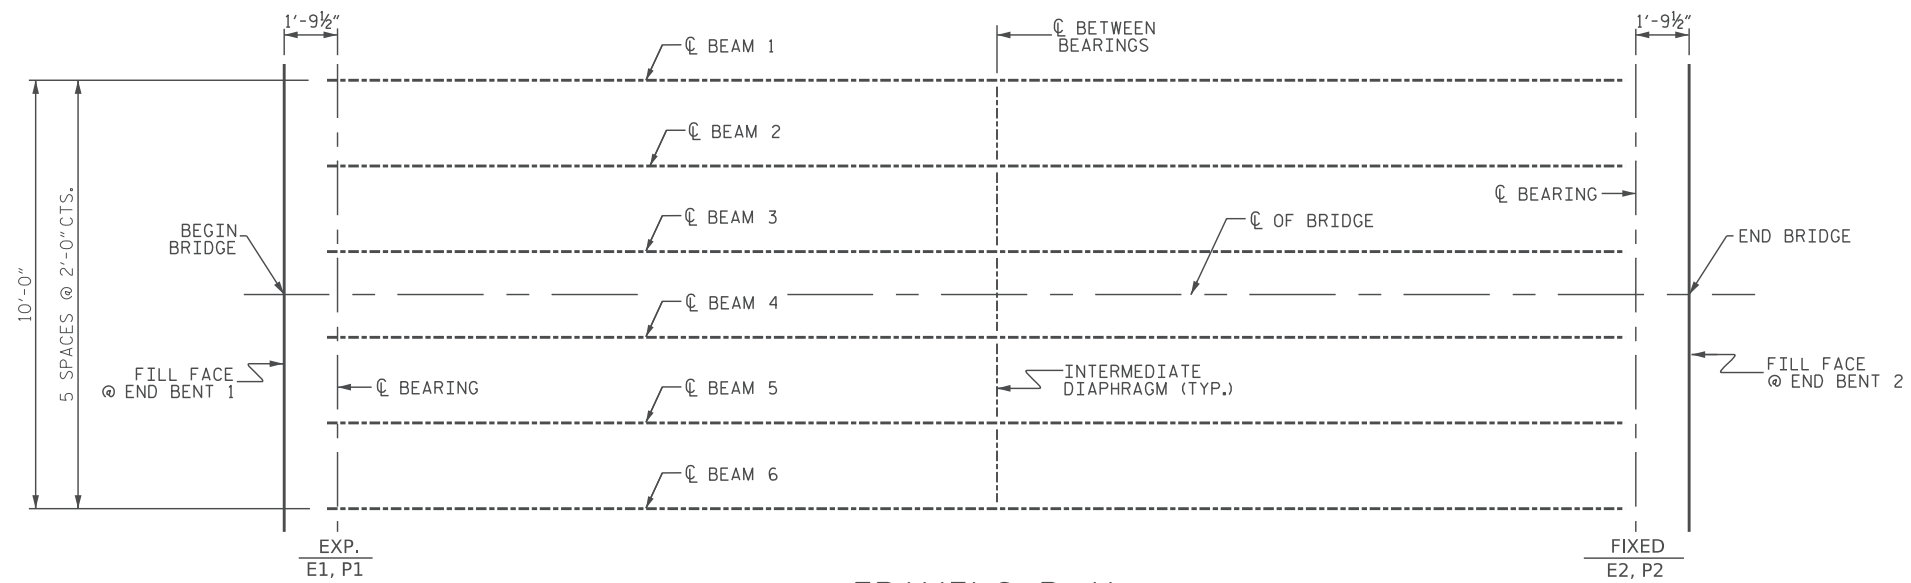 1'-9½"
℄ BEAM 1
℄ BETWEEN
BEARINGS
1'-9½"
℄ BEAM 2
℄ BEARING
℄ BEAM 3
℄ OF BRIDGE
BEGIN
BRIDGE
END BRIDGE
10'-0"
5 SPACES @ 2'-0" CTS.
℄ BEAM 4
FILL FACE
@ END BENT 1
℄ BEARING
℄ BEAM 5
INTERMEDIATE
DIAPHRAGM (TYP.)
FILL FACE
@ END BENT 2
℄ BEAM 6
EXP.
E1, P1
FIXED
E2, P2